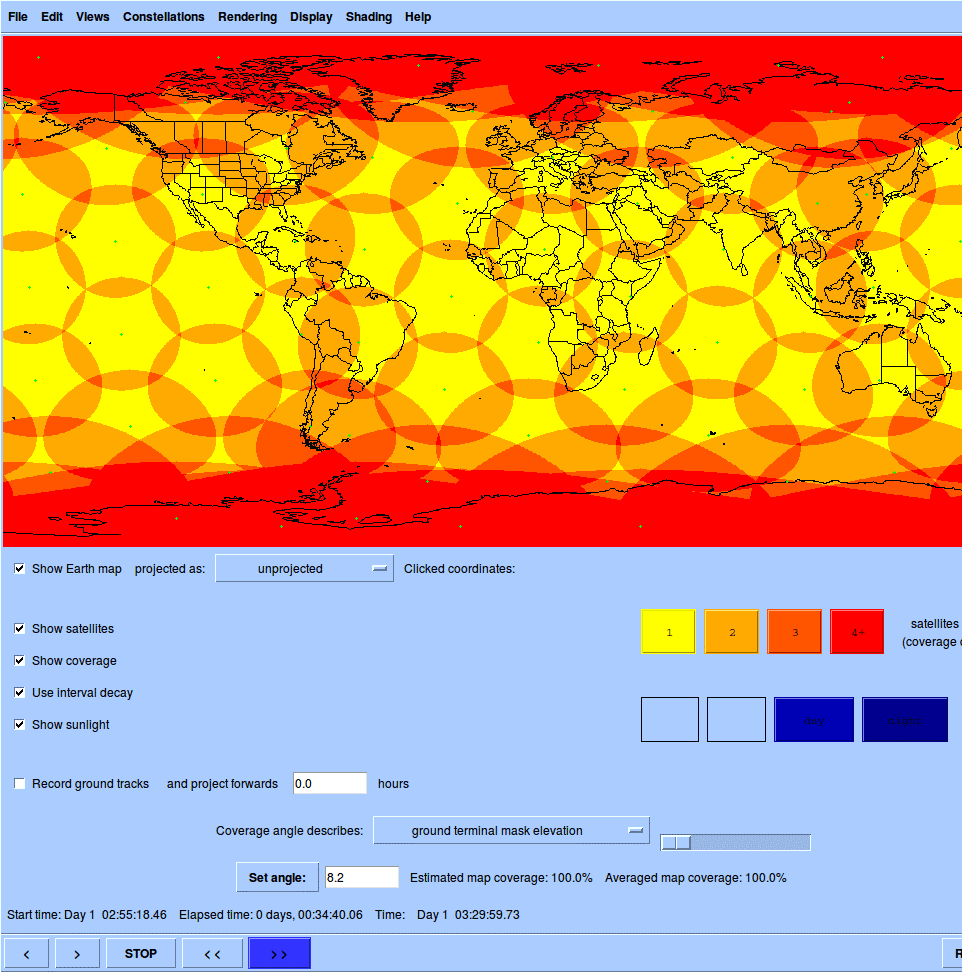 File Edit Views Constellations Rendering Display Shading Help
Show Earth map projected as: unprojected Clicked coordinates:
Show satellites
1 2 3 4+ satellites
(coverage
Show coverage
Use interval decay
Show sunlight
Record ground tracks and project forwards 0.0 hours
Coverage angle describes: ground terminal mask elevation
Set angle: 8.2 Estimated map coverage: 100.0% Averaged map coverage: 100.0%
Start time: Day 1 02:55:18.46 Elapsed time: 0 days, 00:34:40.06 Time: Day 1 03:29:59.73
< > STOP << >> R